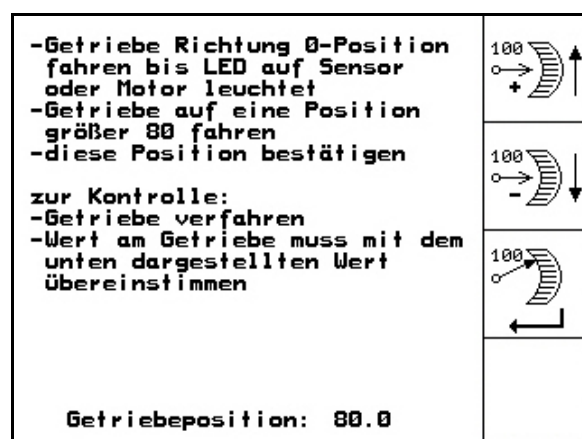 -Getriebe Richtung 0-Position
fahren bis LED auf Sensor
oder Motor leuchtet
-Getriebe auf eine Position
größer 80 fahren
-diese Position bestätigen
zur Kontrolle:
-Getriebe verfahren
-Wert am Getriebe muss mit dem
unten dargestellten Wert
übereinstimmen
Getriebeposition: 80.0
100
+
100
-
100